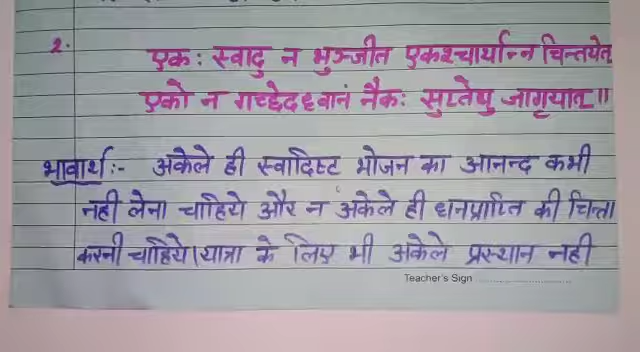 2. एकः स्वादु न भुञ्जीत एकश्चार्यान्न चिन्तयेत्
एको न गच्छेदध्वानं नैकः सुप्तेषु जागृयात् ॥
भावार्थ:- अकेले ही स्वादिष्ट भोजन का आनन्द कभी
नही लेना चाहिये और न अकेले ही धनप्राप्ति की चिन्ता
करनी चाहिये। यात्रा के लिए भी अकेले प्रस्थान नही
Teacher's Sign